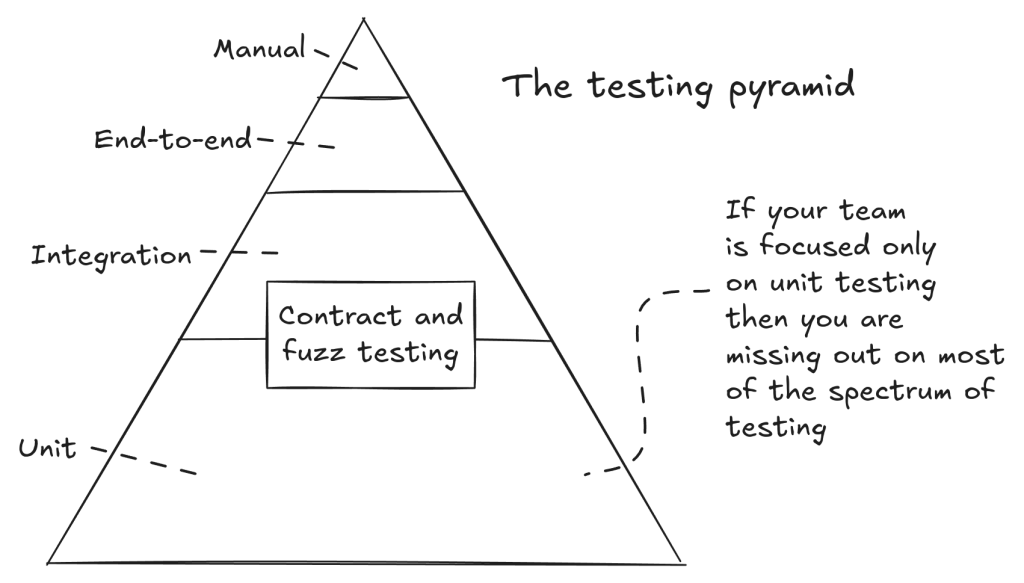 The testing pyramid
Manual
End-to-end
Integration
Contract and
fuzz testing
Unit
If your team
is focused only
on unit testing
then you are
missing out on most
of the spectrum of
testing